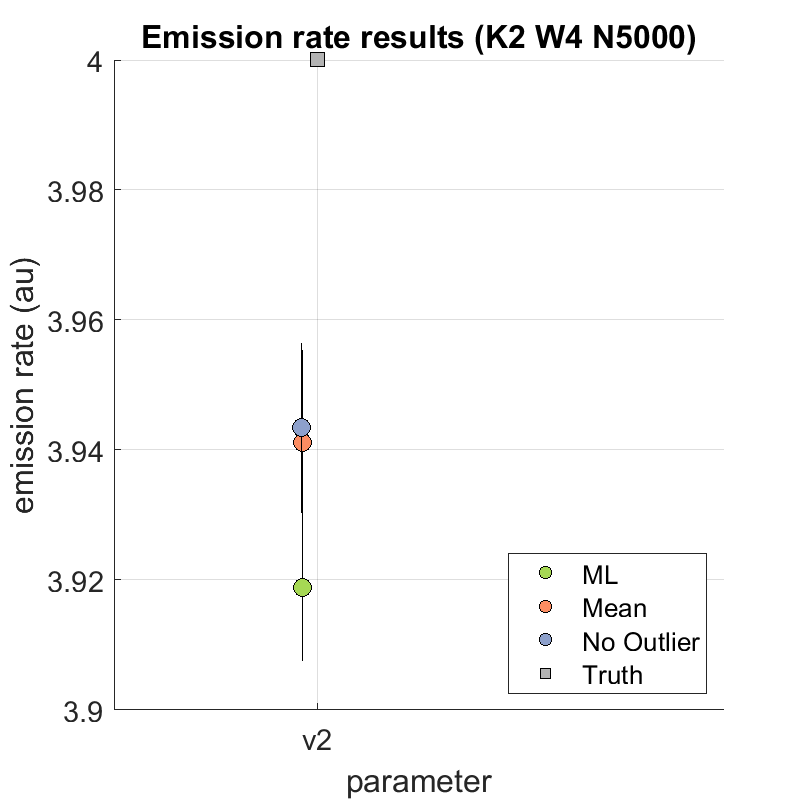 Emission rate results (K2 W4 N5000)
4
3.98
3.96
3.94
3.92
3.9
emission rate (au)
v2
parameter
ML
Mean
No Outlier
Truth